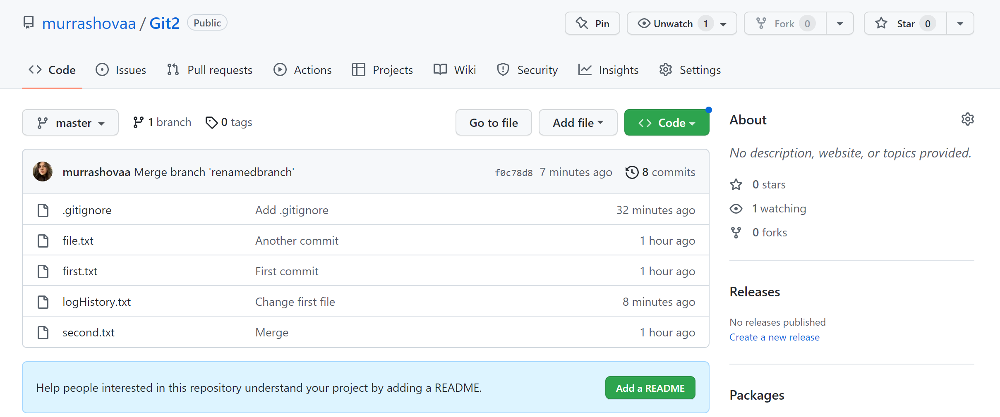 murrashovaa / Git2 Public Pin Unwatch 1 Fork 0 Star 0
Code Issues Pull requests Actions Projects Wiki Security Insights Settings
master 1 branch 0 tags Go to file Add file Code
murrashovaa Merge branch 'renamedbranch' f0c78d8 7 minutes ago 8 commits
.gitignore Add .gitignore 32 minutes ago
file.txt Another commit 1 hour ago
first.txt First commit 1 hour ago
logHistory.txt Change first file 8 minutes ago
second.txt Merge 1 hour ago
Help people interested in this repository understand your project by adding a README. Add a README
About
No description, website, or topics provided.
0 stars
1 watching
0 forks
Releases
No releases published
Create a new release
Packages